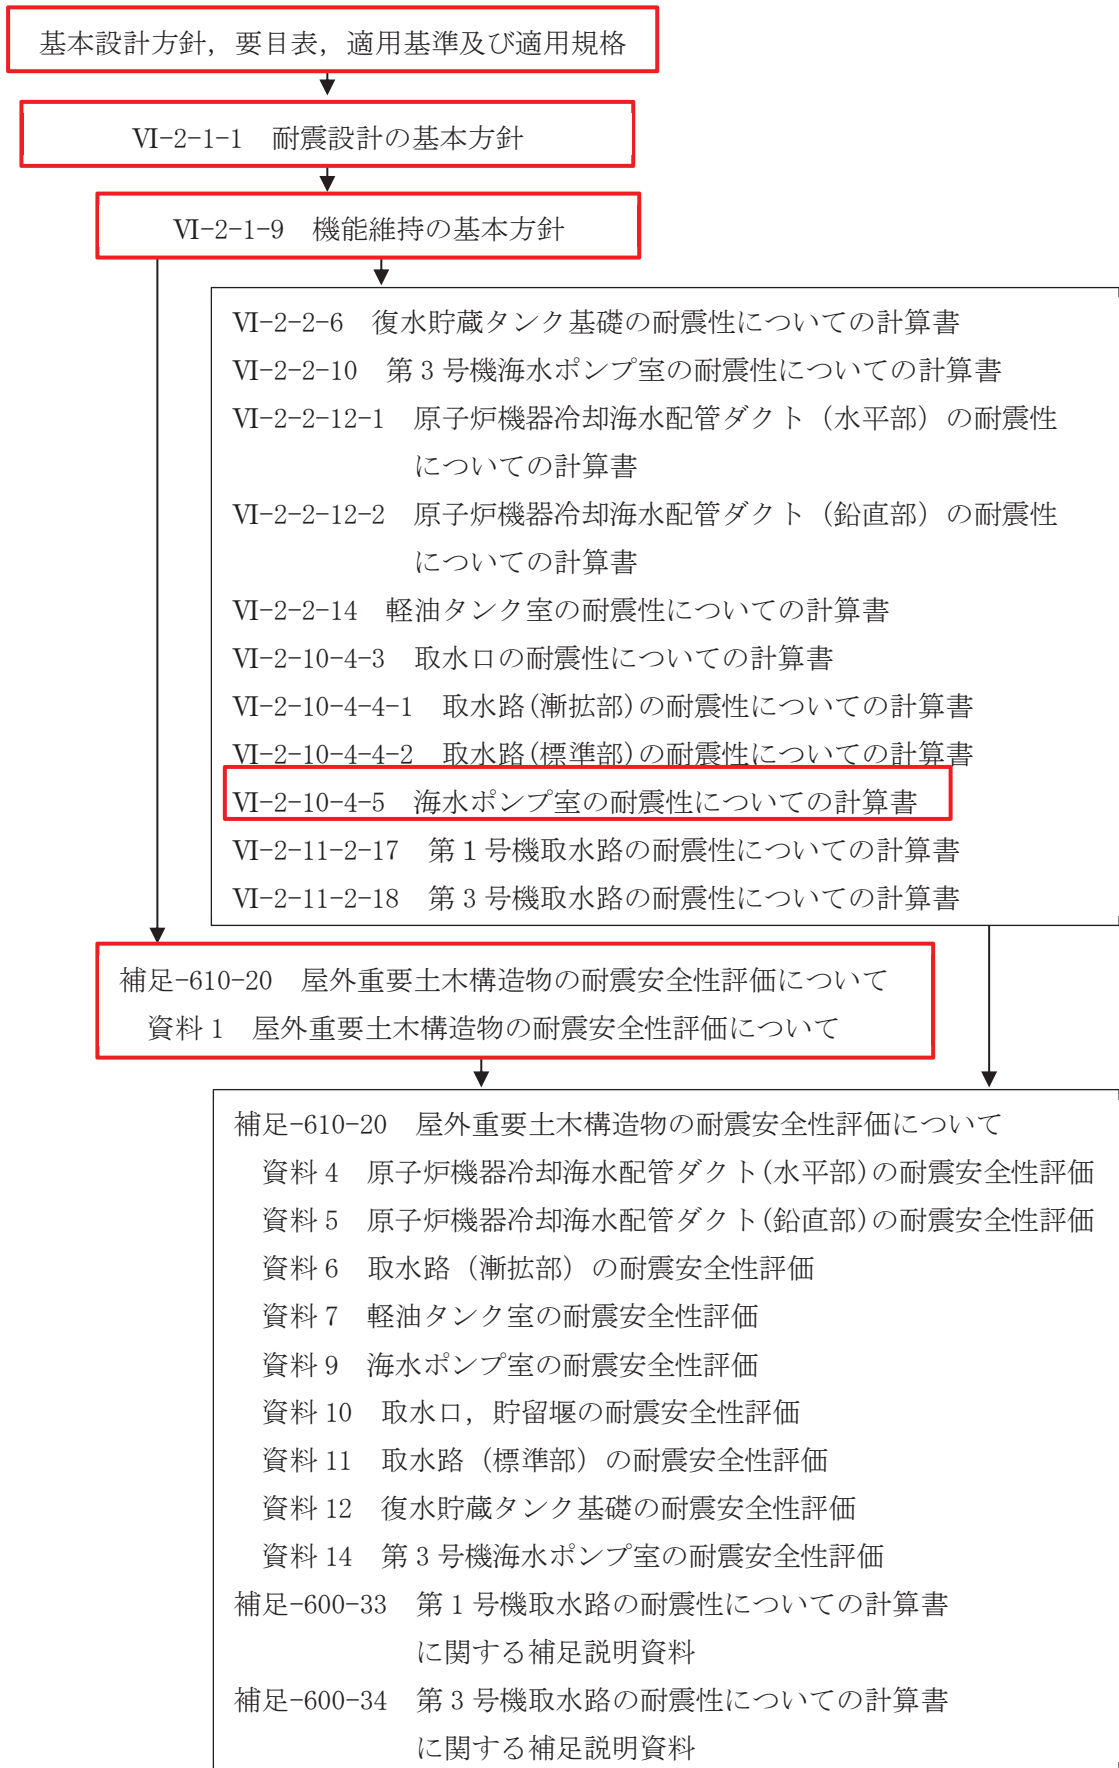 基本設計方針，要目表，適用基準及び適用規格
Ⅵ-2-1-1　耐震設計の基本方針
Ⅵ-2-1-9　機能維持の基本方針
Ⅵ-2-2-6　復水貯蔵タンク基礎の耐震性についての計算書
Ⅵ-2-2-10　第３号機海水ポンプ室の耐震性についての計算書
Ⅵ-2-2-12-1　原子炉機器冷却海水配管ダクト（水平部）の耐震性
についての計算書
Ⅵ-2-2-12-2　原子炉機器冷却海水配管ダクト（鉛直部）の耐震性
についての計算書
Ⅵ-2-2-14　軽油タンク室の耐震性についての計算書
Ⅵ-2-10-4-3　取水口の耐震性についての計算書
Ⅵ-2-10-4-4-1　取水路(漸拡部)の耐震性についての計算書
Ⅵ-2-10-4-4-2　取水路(標準部)の耐震性についての計算書
Ⅵ-2-10-4-5　海水ポンプ室の耐震性についての計算書
Ⅵ-2-11-2-17　第１号機取水路の耐震性についての計算書
Ⅵ-2-11-2-18　第３号機取水路の耐震性についての計算書
補足-610-20　屋外重要土木構造物の耐震安全性評価について
資料１　屋外重要土木構造物の耐震安全性評価について
補足-610-20　屋外重要土木構造物の耐震安全性評価について
資料４　原子炉機器冷却海水配管ダクト(水平部)の耐震安全性評価
資料５　原子炉機器冷却海水配管ダクト(鉛直部)の耐震安全性評価
資料６　取水路（漸拡部）の耐震安全性評価
資料７　軽油タンク室の耐震安全性評価
資料９　海水ポンプ室の耐震安全性評価
資料10　取水口，貯留堰の耐震安全性評価
資料11　取水路（標準部）の耐震安全性評価
資料12　復水貯蔵タンク基礎の耐震安全性評価
資料14　第３号機海水ポンプ室の耐震安全性評価
補足-600-33　第１号機取水路の耐震性についての計算書
に関する補足説明資料
補足-600-34　第３号機取水路の耐震性についての計算書
に関する補足説明資料